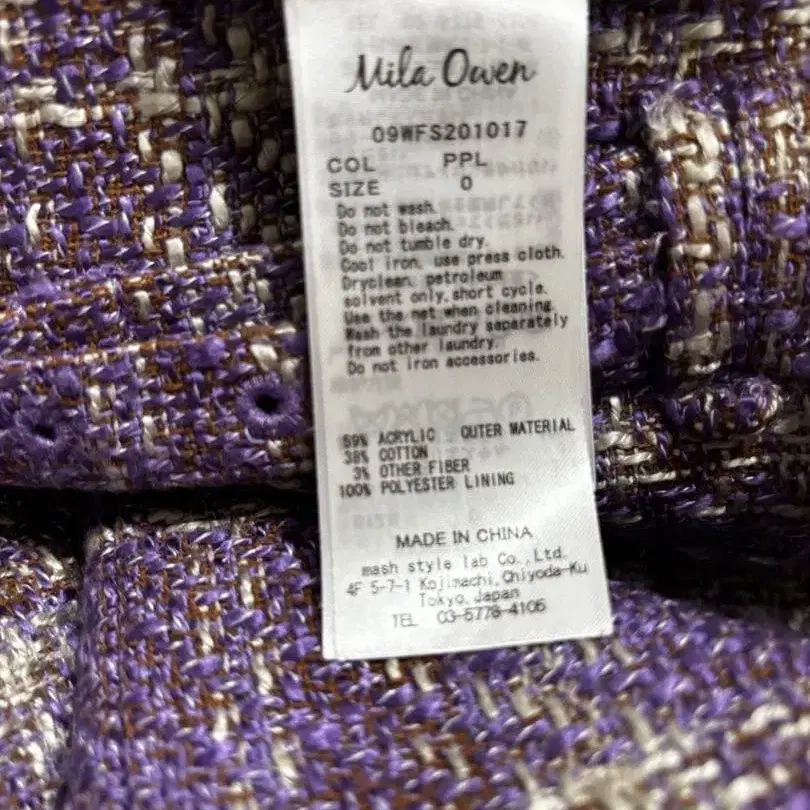 Mila Owen
09WFS201017
COL PPL
SIZE 0
Do not wash.
Do not bleach.
Do not tumble dry.
Cool iron, use press cloth.
Dryclean, petroleum
solvent only, short cycle.
Use the net when cleaning.
Wash the laundry separately
from other laundry.
Do not iron accessories.
59% ACRYLIC OUTER MATERIAL
38% COTTON
3% OTHER FIBER
100% POLYESTER LINING
MADE IN CHINA
mash style lab Co.,Ltd.
4F 5-7-1 Kojimachi, Chiyoda-Ku
Tokyo, Japan
TEL 03-5778-4106